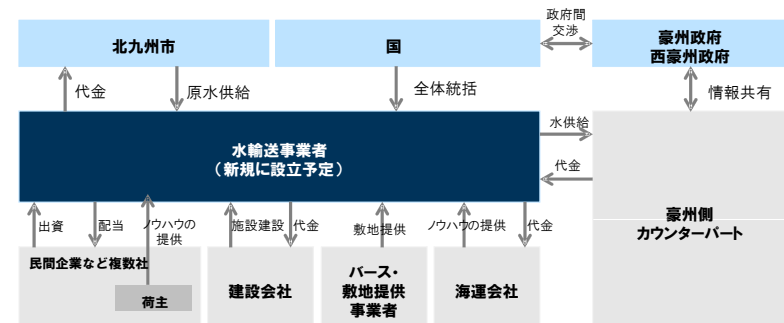 北九州市
国
政府間
交渉
豪州政府
西豪州政府
代金
原水供給
全体統括
情報共有
水輸送事業者
（新規に設立予定）
水供給
代金
豪州側
カウンターパート
出資
配当
ノウハウの
提供
施設建設
代金
敷地提供
ノウハウの提供
代金
民間企業など複数社
荷主
建設会社
バース・
敷地提供
事業者
海運会社